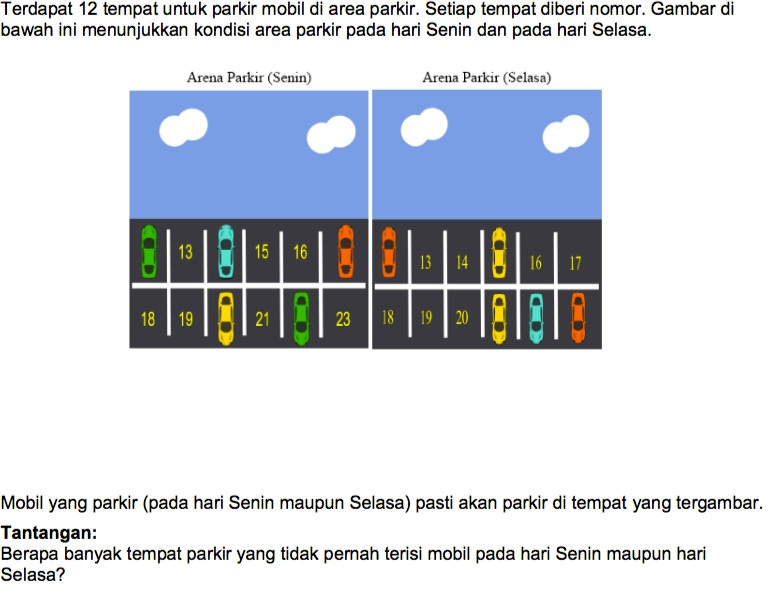 Terdapat 12 tempat untuk parkir mobil di area parkir. Setiap tempat diberi nomor. Gambar di
bawah ini menunjukkan kondisi area parkir pada hari Senin dan pada hari Selasa.
Arena Parkir (Senin) Arena Parkir (Selasa)
13 15 16 13 14 16 17
18 19 21 23 18 19 20
Mobil yang parkir (pada hari Senin maupun Selasa) pasti akan parkir di tempat yang tergambar.
Tantangan:
Berapa banyak tempat parkir yang tidak pernah terisi mobil pada hari Senin maupun hari
Selasa?